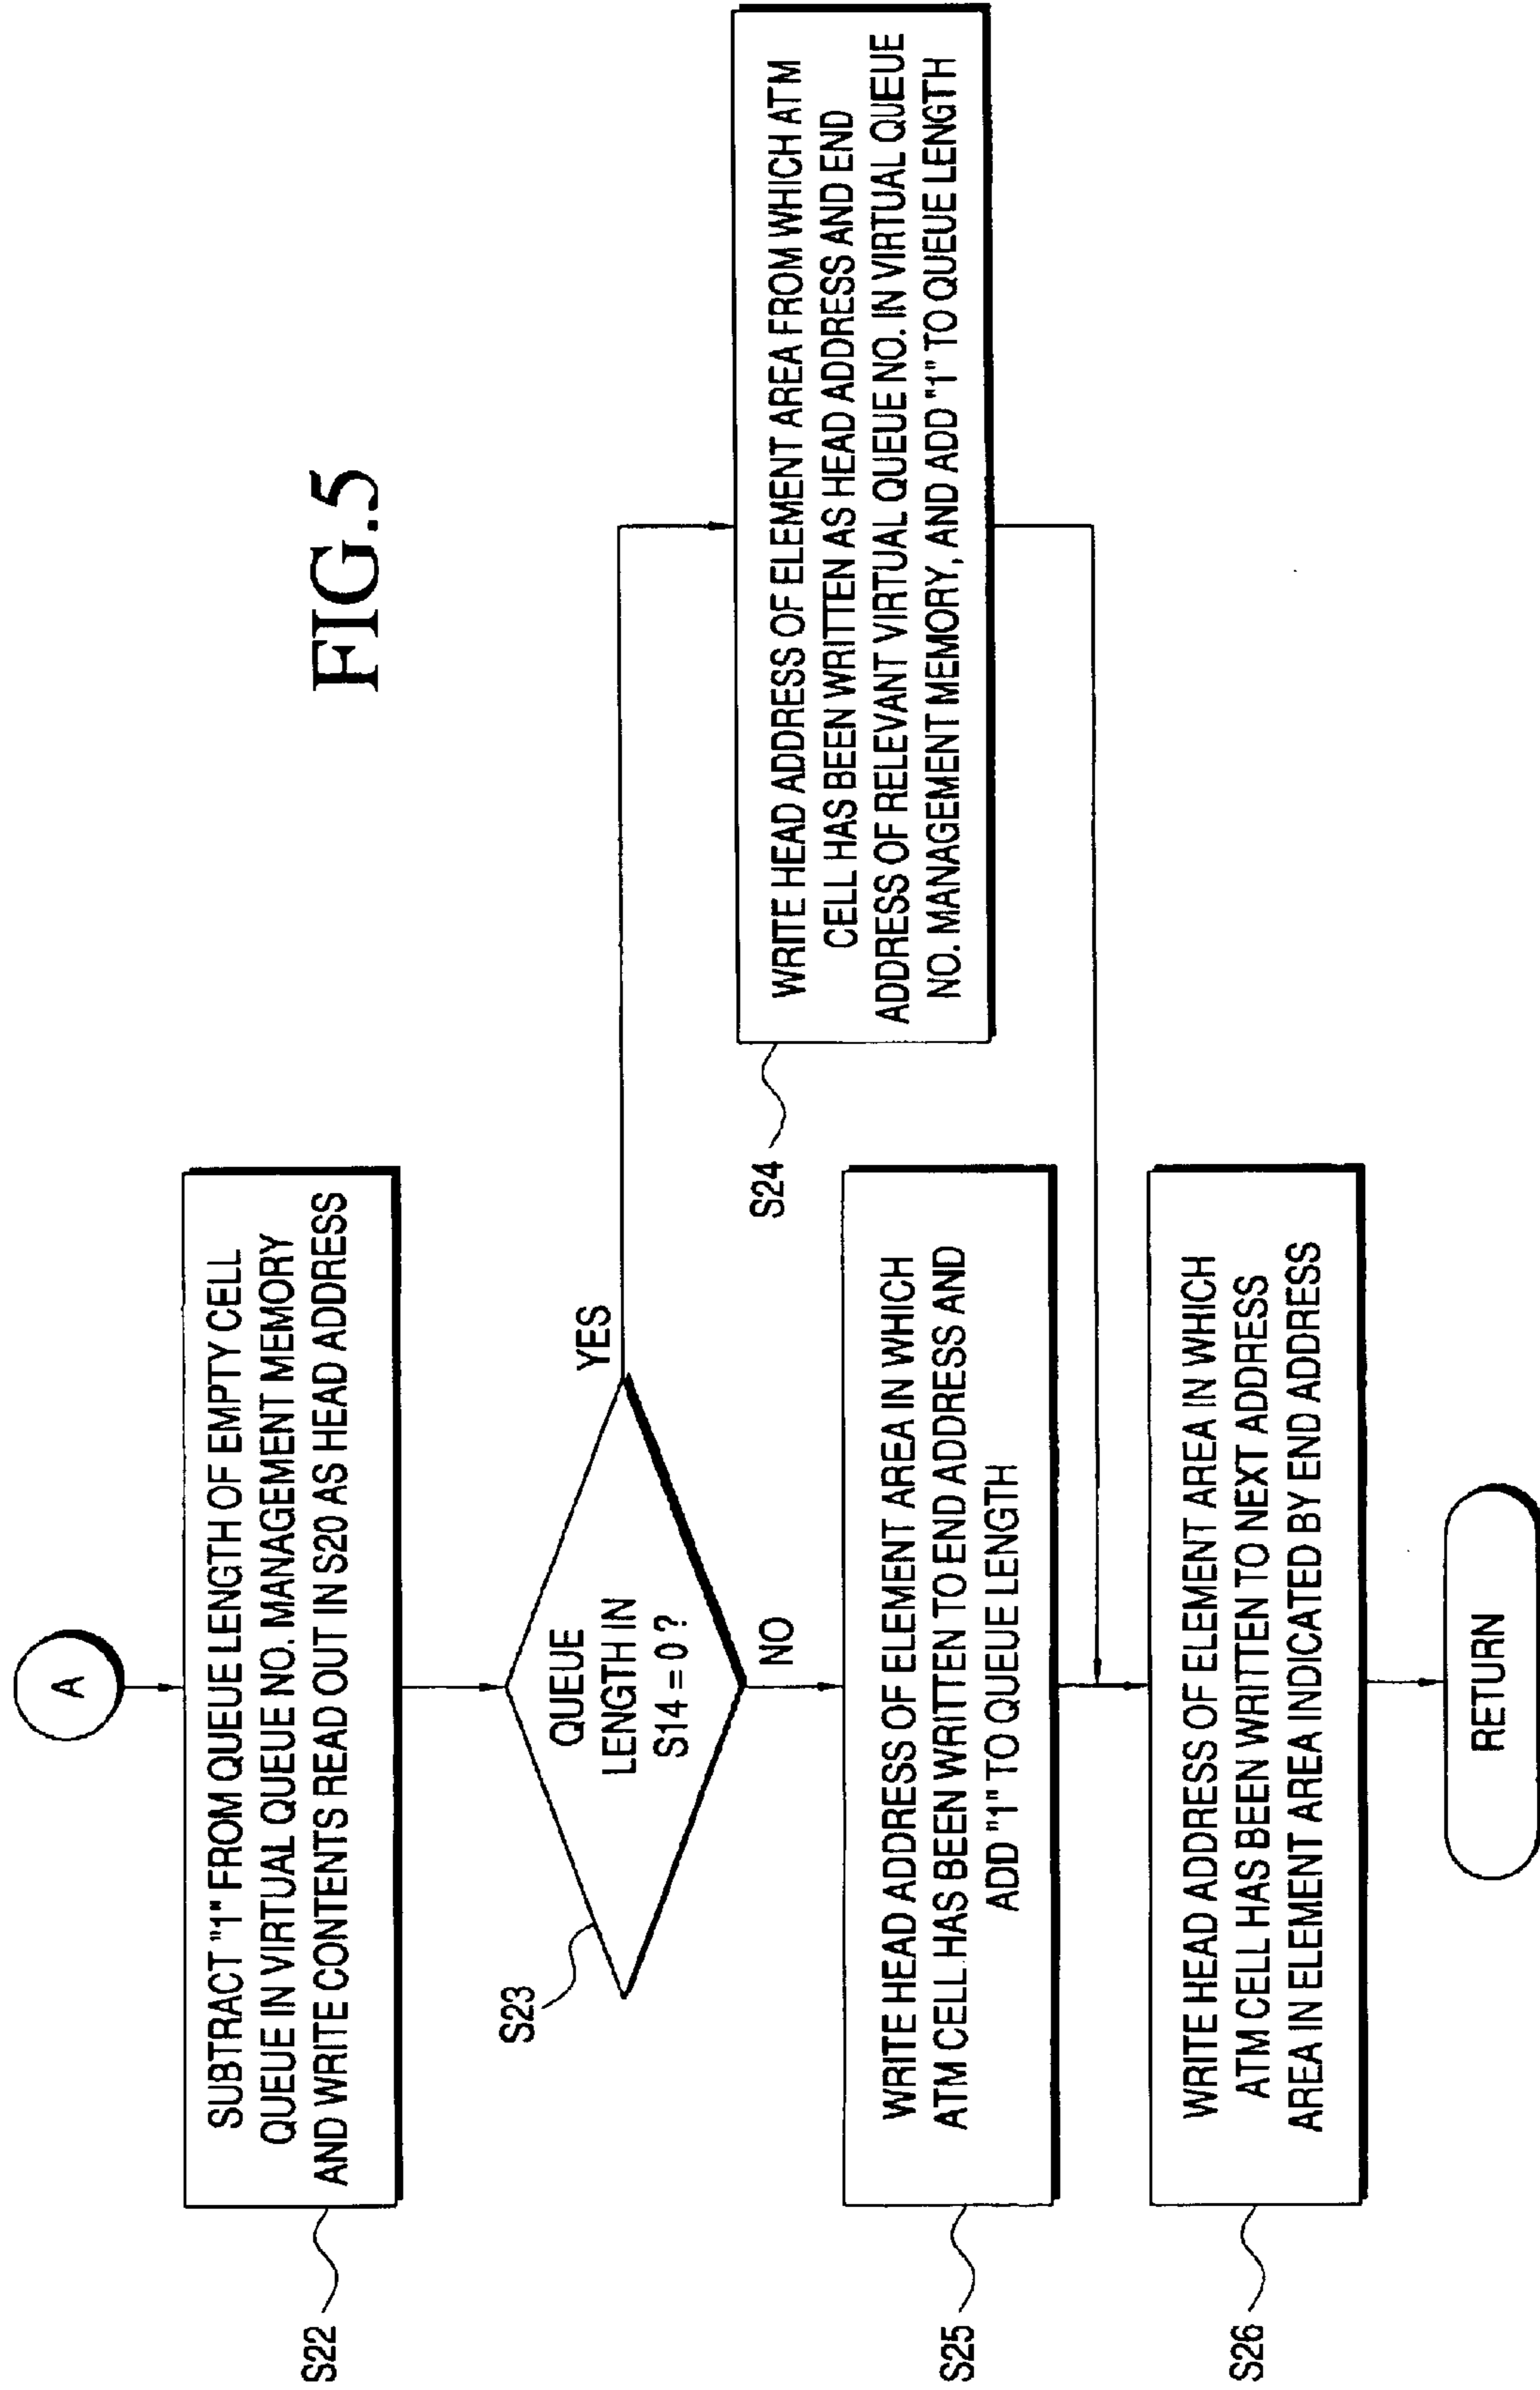 FIG.5
A
S22
SUBTRACT "1" FROM QUEUE LENGTH OF EMPTY CELL
QUEUE IN VIRTUAL QUEUE NO. MANAGEMENT MEMORY
AND WRITE CONTENTS READ OUT IN S20 AS HEAD ADDRESS
S23
QUEUE
LENGTH IN
S14 = 0 ?
YES
NO
S24
WRITE HEAD ADDRESS OF ELEMENT AREA FROM WHICH ATM
CELL HAS BEEN WRITTEN AS HEAD ADDRESS AND END
ADDRESS OF RELEVANT VIRTUAL QUEUE NO. IN VIRTUAL QUEUE
NO. MANAGEMENT MEMORY, AND ADD "1" TO QUEUE LENGTH
S25
WRITE HEAD ADDRESS OF ELEMENT AREA IN WHICH
ATM CELL HAS BEEN WRITTEN TO END ADDRESS AND
ADD "1" TO QUEUE LENGTH
S26
WRITE HEAD ADDRESS OF ELEMENT AREA IN WHICH
ATM CELL HAS BEEN WRITTEN TO NEXT ADDRESS
AREA IN ELEMENT AREA INDICATED BY END ADDRESS
RETURN